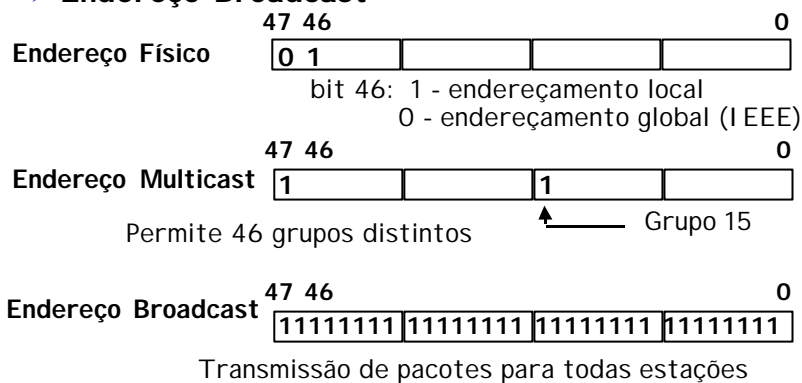 Endereço Broadcast
47 46 0
Endereço Físico 0 1
bit 46: 1 - endereçamento local
0 - endereçamento global (IEEE)
47 46 0
Endereço Multicast 1 1
Permite 46 grupos distintos Grupo 15
47 46 0
Endereço Broadcast 11111111 11111111 11111111 11111111
Transmissão de pacotes para todas estações